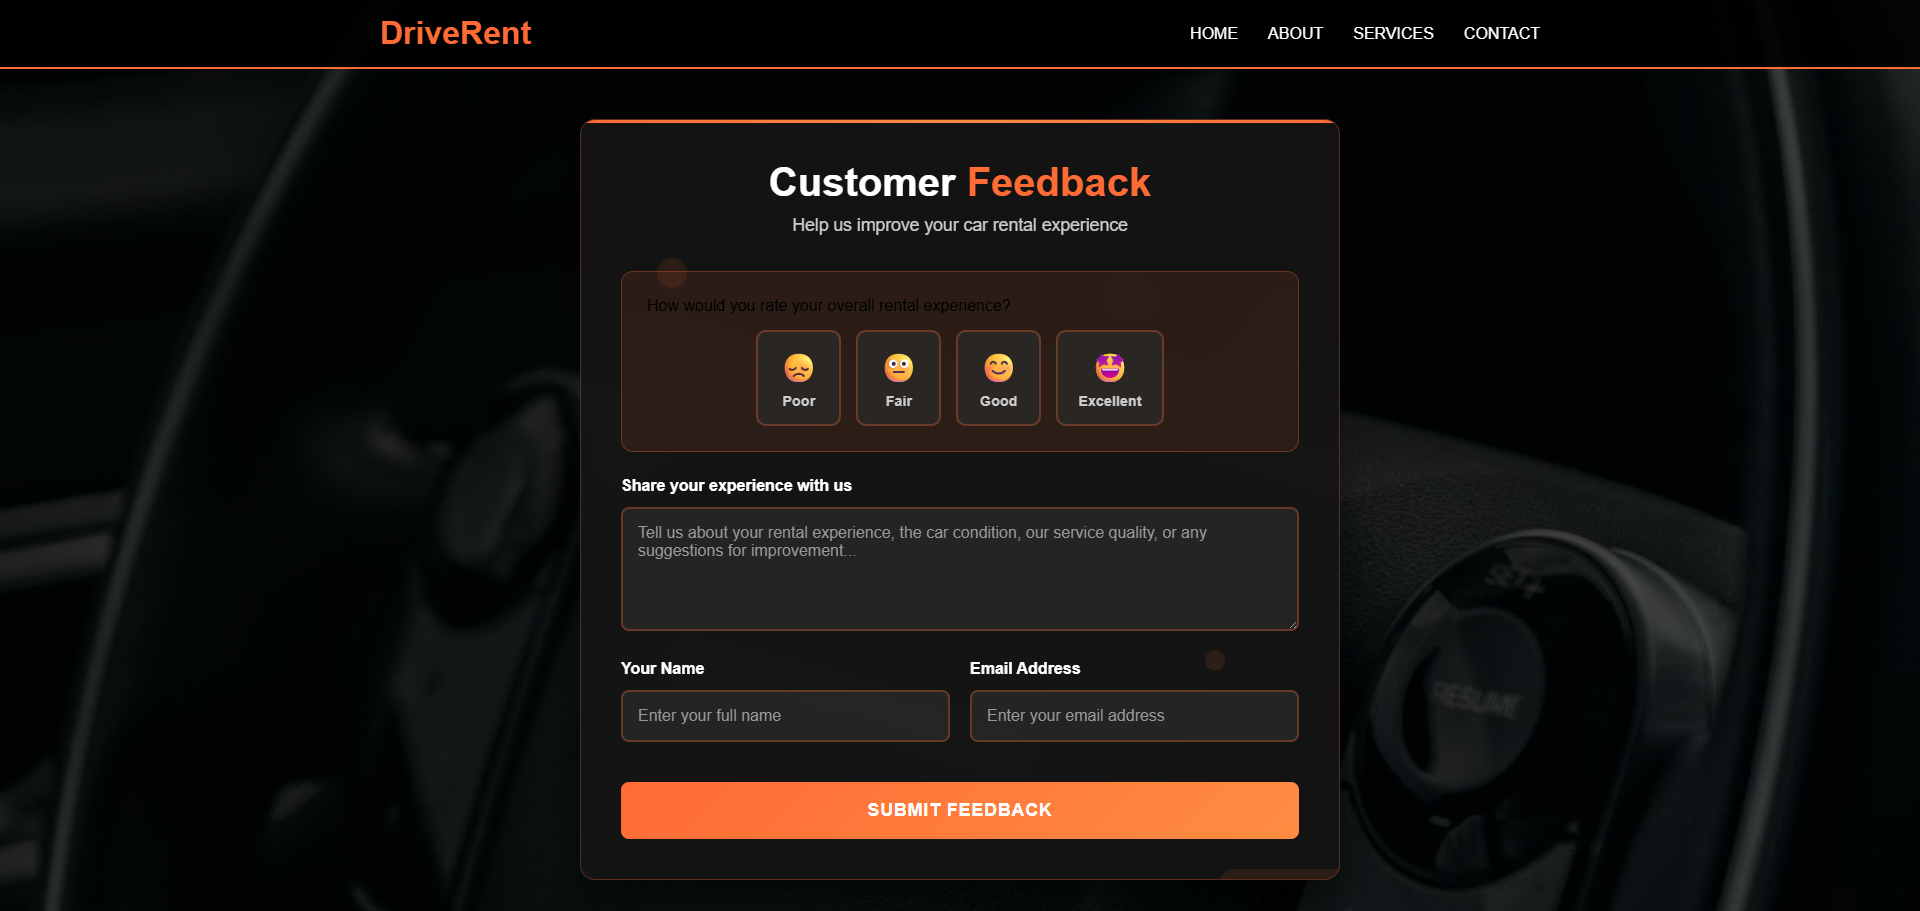 DriveRent
HOME
ABOUT
SERVICES
CONTACT
Customer Feedback
Help us improve your car rental experience
How would you rate your overall rental experience?
Poor
Fair
Good
Excellent
Share your experience with us
Tell us about your rental experience, the car condition, our service quality, or any
suggestions for improvement...
Your Name
Email Address
Enter your full name
Enter your email address
SUBMIT FEEDBACK
SET+
RESUME